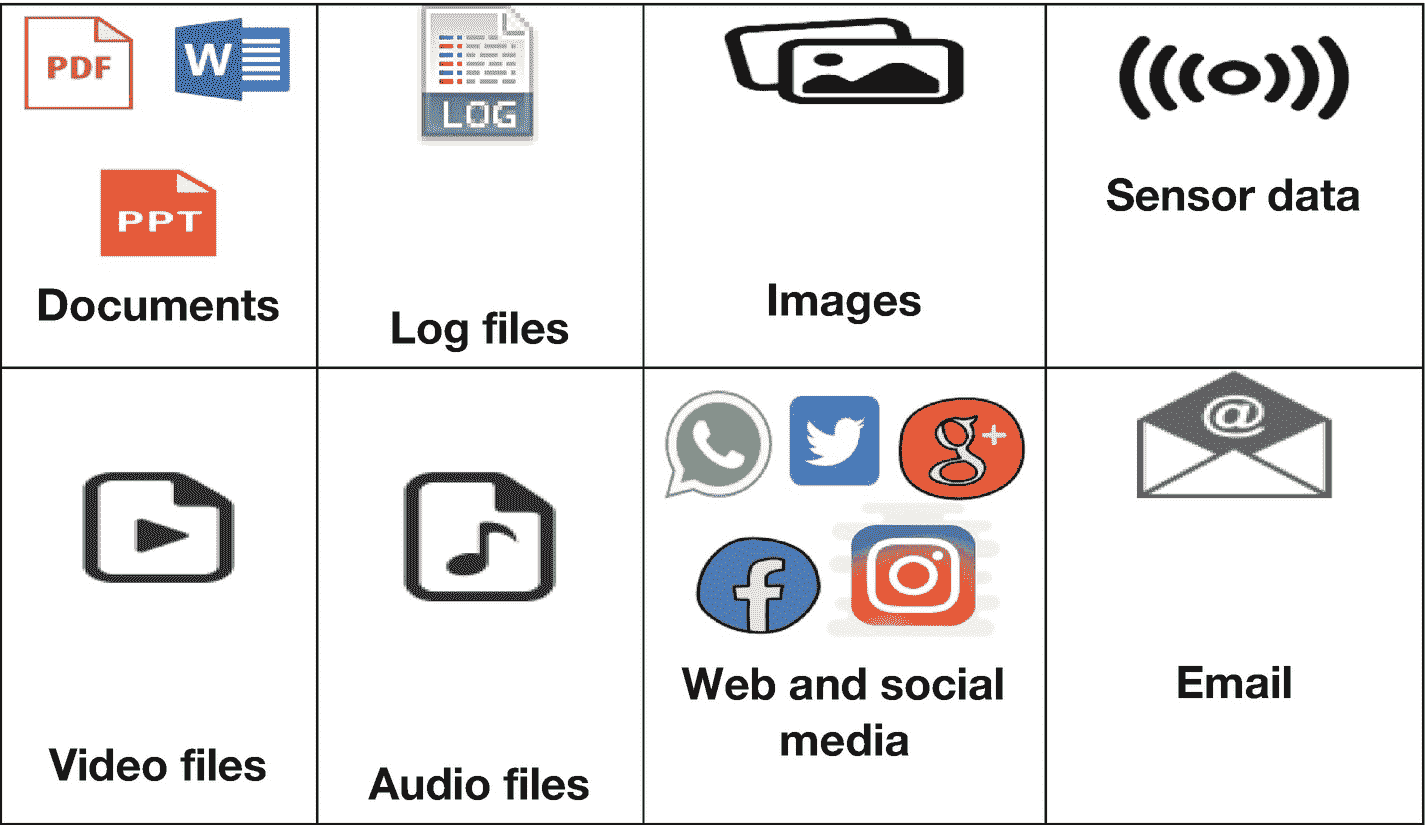 PDF
W
PPT
Documents
LOG
Log files
Images
Sensor data
Video files
Audio files
g+
f
Web and social
media
@
Email